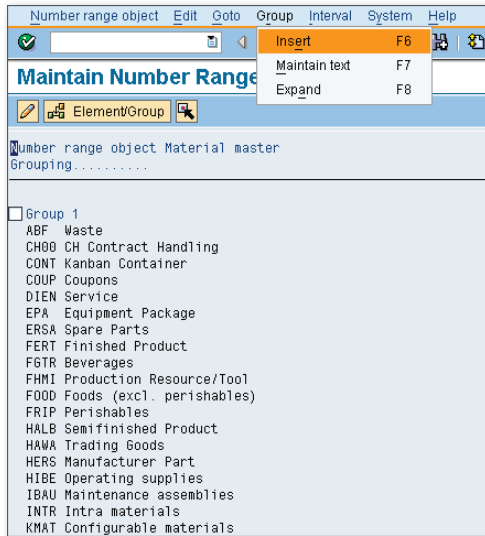 Number range object Edit Goto Group Interval System Help
Insert F6
Maintain text F7
Expand F8
Maintain Number Range
Element/Group
Number range object Material master
Grouping..........
Group 1
ABF Waste
CH00 CH Contract Handling
CONT Kanban Container
COUP Coupons
DIEN Service
EPA Equipment Package
ERSA Spare Parts
FERT Finished Product
FGTR Beverages
FHMI Production Resource/Tool
FOOD Foods (excl. perishables)
FRIP Perishables
HALB Semifinished Product
HAWA Trading Goods
HERS Manufacturer Part
HIBE Operating supplies
IBAU Maintenance assemblies
INTR Intra materials
KMAT Configurable materials